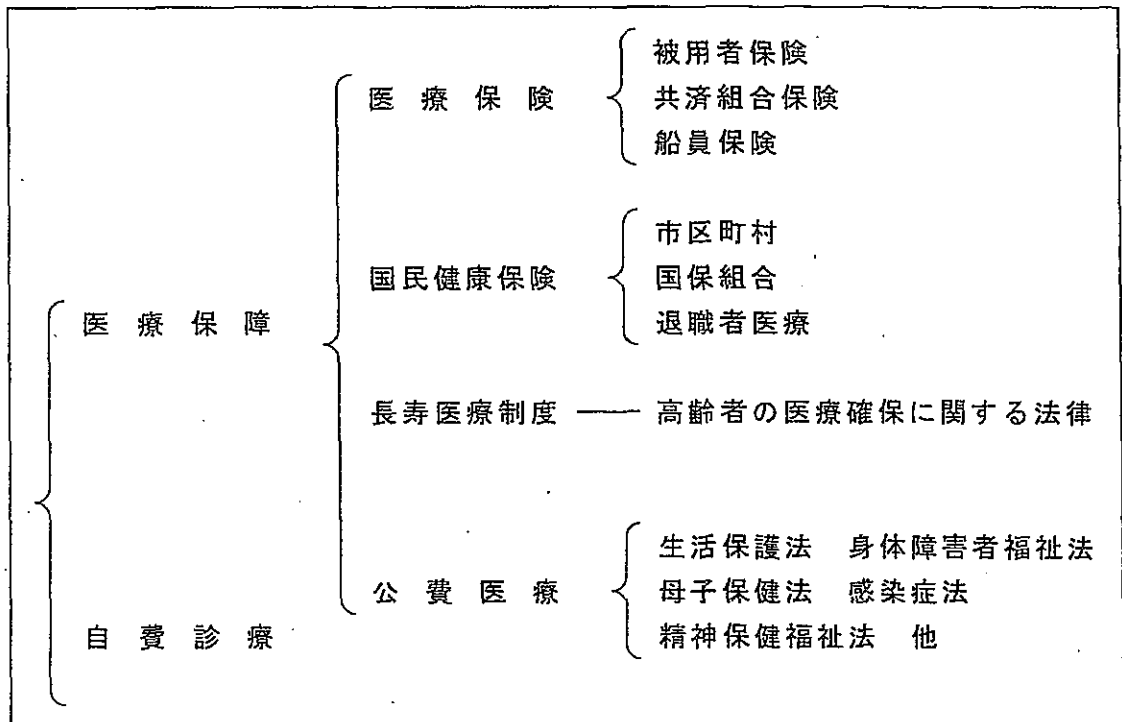 被用者保険
医療保険
共済組合保険
船員保険
市区町村
国民健康保険
国保組合
医療保障
退職者医療
長寿医療制度 ── 高齢者の医療確保に関する法律
生活保護法 身体障害者福祉法
公費医療
母子保健法 感染症法
自費診療
精神保健福祉法 他